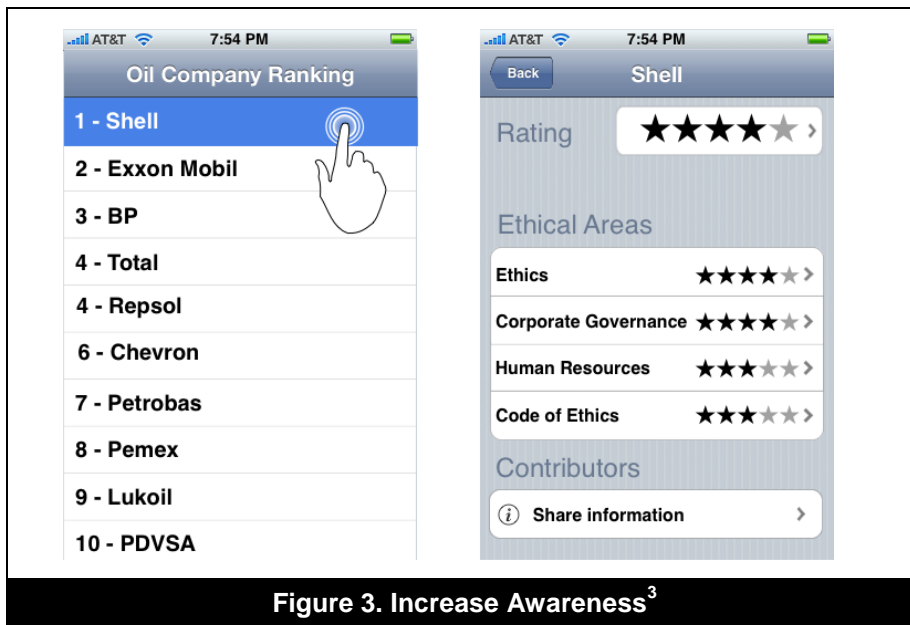 AT&T 7:54 PM
Oil Company Ranking
1 - Shell
2 - Exxon Mobil
3 - BP
4 - Total
4 - Repsol
6 - Chevron
7 - Petrobas
8 - Pemex
9 - Lukoil
10 - PDVSA
AT&T 7:54 PM
Back Shell
Rating
Ethical Areas
Ethics
Corporate Governance
Human Resources
Code of Ethics
Contributors
i Share information
Figure 3. Increase Awareness³